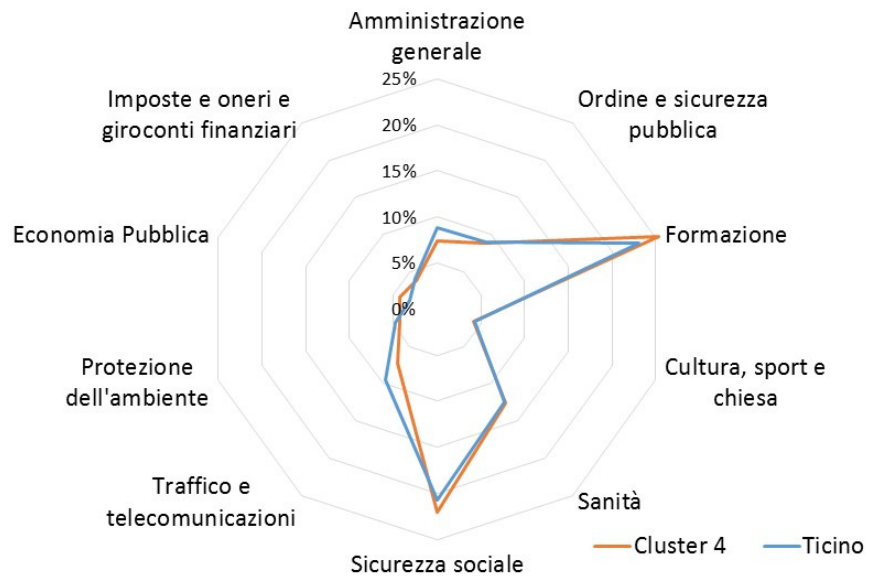 Amministrazione
generale
25%
Imposte e oneri e
giroconti finanziari
Ordine e sicurezza
pubblica
20%
15%
10%
Economia Pubblica
Formazione
5%
0%
Protezione
dell'ambiente
Cultura, sport e
chiesa
Traffico e
telecomunicazioni
Sanità
Sicurezza sociale
Cluster 4
Ticino